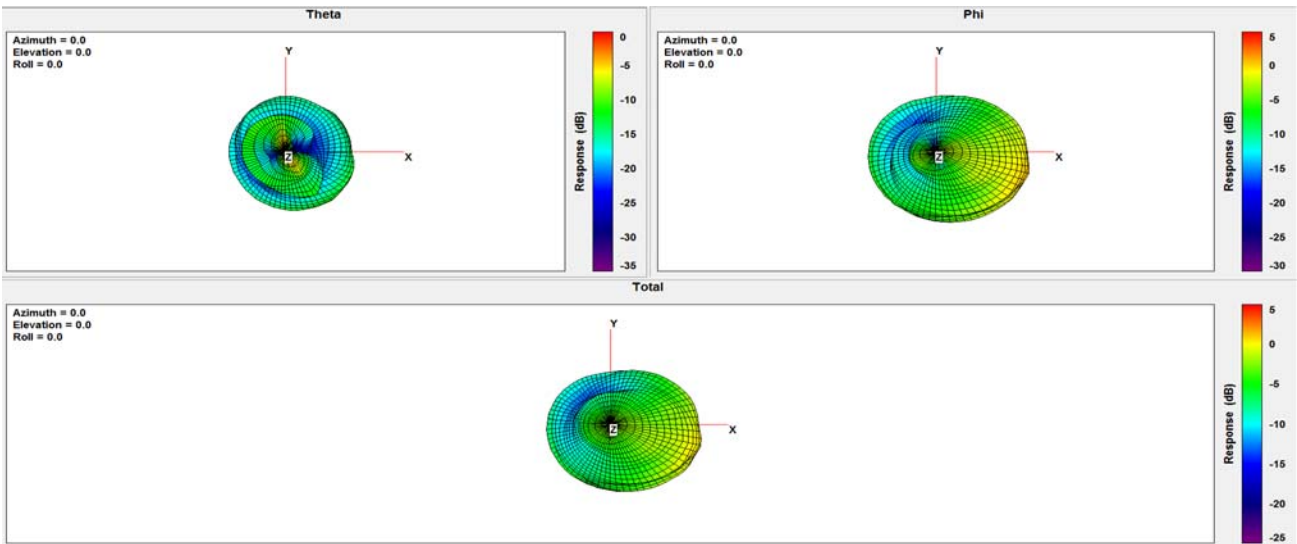 Theta
Azimuth = 0.0
Elevation = 0.0
Roll = 0.0
Y
X
Z
0
-5
-10
-15
-20
-25
-30
-35
Response (dB)
Phi
Azimuth = 0.0
Elevation = 0.0
Roll = 0.0
Y
X
Z
5
0
-5
-10
-15
-20
-25
-30
Response (dB)
Total
Azimuth = 0.0
Elevation = 0.0
Roll = 0.0
Y
X
Z
5
0
-5
-10
-15
-20
-25
Response (dB)